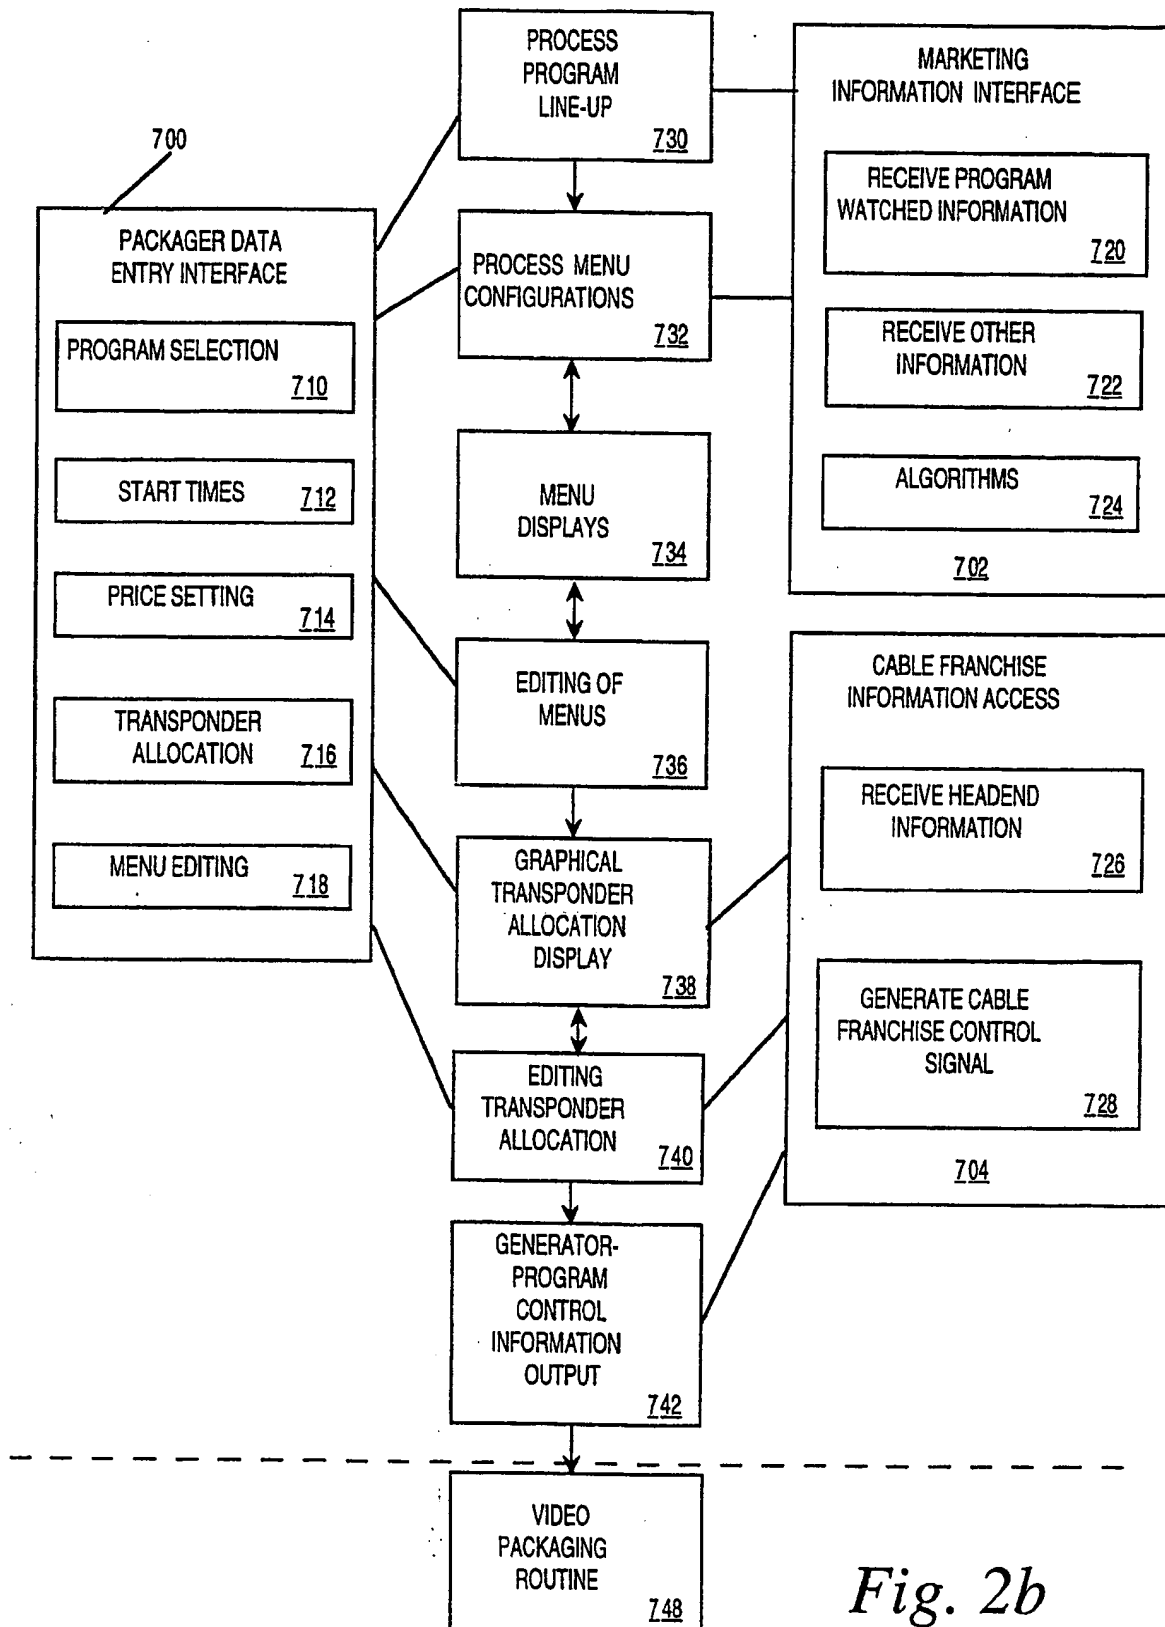 700
PACKAGER DATA
ENTRY INTERFACE
PROGRAM SELECTION
710
START TIMES
712
PRICE SETTING
714
TRANSPONDER
ALLOCATION
716
MENU EDITING
718
PROCESS
PROGRAM
LINE-UP
730
PROCESS MENU
CONFIGURATIONS
732
MENU
DISPLAYS
734
EDITING OF
MENUS
736
GRAPHICAL
TRANSPONDER
ALLOCATION
DISPLAY
738
EDITING
TRANSPONDER
ALLOCATION
740
GENERATOR-
PROGRAM
CONTROL
INFORMATION
OUTPUT
742
VIDEO
PACKAGING
ROUTINE
748
MARKETING
INFORMATION INTERFACE
RECEIVE PROGRAM
WATCHED INFORMATION
720
RECEIVE OTHER
INFORMATION
722
ALGORITHMS
724
702
CABLE FRANCHISE
INFORMATION ACCESS
RECEIVE HEADEND
INFORMATION
726
GENERATE CABLE
FRANCHISE CONTROL
SIGNAL
728
704
Fig. 2b